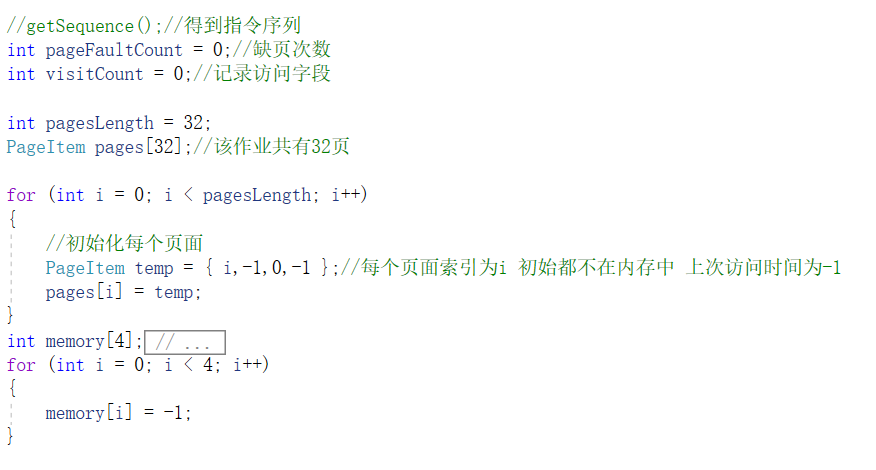 //getSequence();//得到指令序列
int pageFaultCount = 0;//缺页次数
int visitCount = 0;//记录访问字段
int pagesLength = 32;
PageItem pages[32];//该作业共有32页
for (int i = 0; i < pagesLength; i++)
{
//初始化每个页面
PageItem temp = { i,-1,0,-1 };//每个页面索引为i 初始都不在内存中 上次访问时间为-1
pages[i] = temp;
}
int memory[4];// ...
for (int i = 0; i < 4; i++)
{
memory[i] = -1;
}